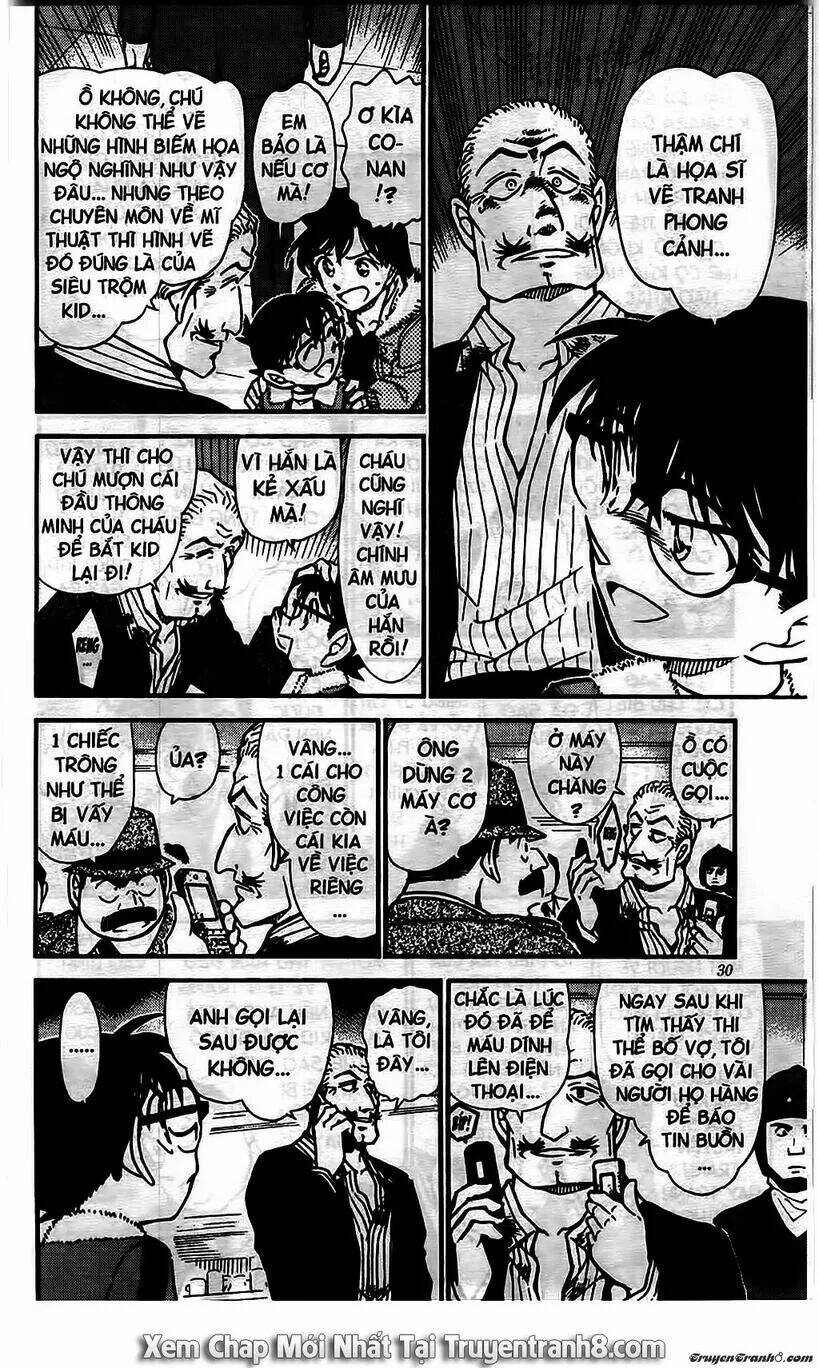 THẬM CHÍ
LÀ HỌA SĨ
VẼ TRANH
PHONG
CẢNH...
Ơ KÌA
CO-
NAN
!?
EM
BẢO LÀ
NẾU CƠ
MÀ!
Ồ KHÔNG, CHÚ
KHÔNG THỂ VẼ
NHỮNG HÌNH BIẾM HỌA
NGỘ NGHĨNH NHƯ VẬY
ĐÂU... NHƯNG THEO
CHUYÊN MÔN VỀ MĨ
THUẬT THÌ HÌNH VẼ
ĐÓ ĐÚNG LÀ CỦA
SIÊU TRỘM
KID...
CHÁU
CŨNG
NGHĨ
VẬY!
CHÍNH
ÂM MƯU
CỦA
HẮN
RỒI!
VÌ HẮN LÀ
KẺ XẤU
MÀ!
VẬY THÌ CHO
CHÚ MƯỢN CÁI
ĐẦU THÔNG
MINH CỦA CHÁU
ĐỂ BẮT KID
LẠI ĐI!
RENG
...
Ồ CÓ
CUỘC
GỌI...
Ở MÁY
NÀY
CHĂNG
?
RENG
ÔNG
DÙNG 2
MÁY CƠ
À?
VÂNG...
1 CÁI CHO
CÔNG
VIỆC CÒN
CÁI KIA
VỀ VIỆC
RIÊNG
...
ỦA?
1 CHIẾC
TRÔNG
NHƯ THỂ
BỊ VẤY
MÁU...
30
NGAY SAU KHI
TÌM THẤY THI
THỂ BỐ VỢ, TÔI
ĐÃ GỌI CHO VÀI
NGƯỜI HỌ HÀNG
ĐỂ BÁO
TIN BUỒN
...
CHẮC LÀ LÚC
ĐÓ ĐÃ ĐỂ
MÁU DÍNH
LÊN ĐIỆN
THOẠI...
BÍP!
VÂNG,
LÀ TÔI
ĐÂY...
ANH GỌI LẠI
SAU ĐƯỢC
KHÔNG...
......
Xem Chap Mới Nhất Tại Truyentranh8.com
TruyenTranh8.com